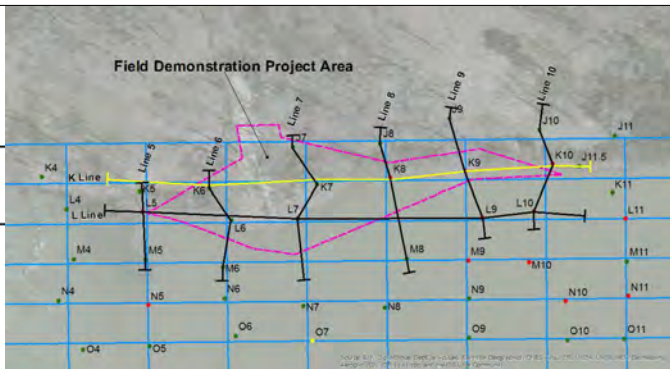 Field Demonstration Project Area
Line 5
Line 6
Line 7
Line 8
Line 9
Line 10
J7
J8
J9
J10
J11
K4
K Line
K5
K6
K7
K8
K9
K10
J11.5
K11
L4
L Line
L5
L6
L7
L9
L10
L11
M4
M5
M6
M8
M9
M10
M11
N4
N5
N6
N7
N8
N9
N10
N11
O4
O5
O6
O7
O9
O10
O11